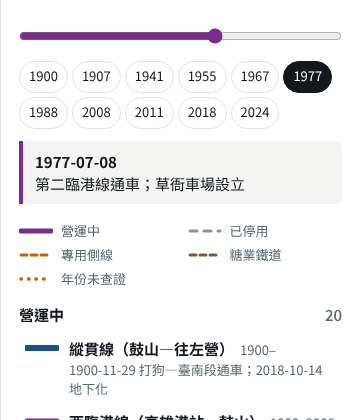 1900 1907 1941 1955 1967 1977
1988 2008 2011 2018 2024
1977-07-08
第二臨港線通車；草衙車場設立
營運中 已停用
專用側線 糖業鐵道
年份未查證
營運中 20
縱貫線（鼓山—往左營） 1900–
1900-11-29 打狗—臺南段通車；2018-10-14
地下化